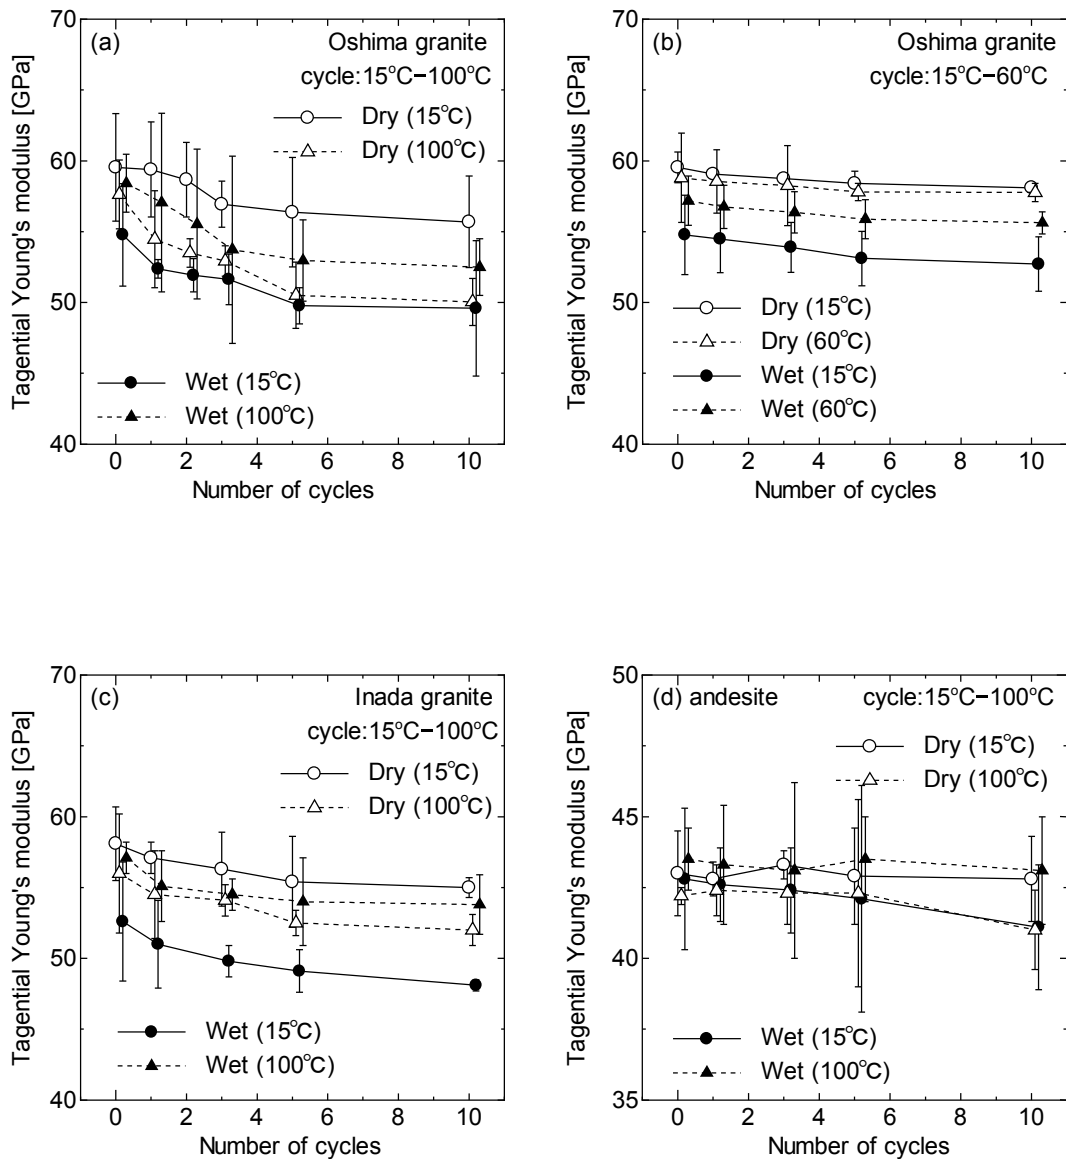 (a) Oshima granite
cycle:15°C−100°C
Dry (15°C)
Dry (100°C)
Wet (15°C)
Wet (100°C)
Tagential Young's modulus [GPa]
70
60
50
40
0 2 4 6 8 10
Number of cycles
(b) Oshima granite
cycle:15°C−60°C
Dry (15°C)
Dry (60°C)
Wet (15°C)
Wet (60°C)
Tagential Young's modulus [GPa]
70
60
50
40
0 2 4 6 8 10
Number of cycles
(c) Inada granite
cycle:15°C−100°C
Dry (15°C)
Dry (100°C)
Wet (15°C)
Wet (100°C)
Tagential Young's modulus [GPa]
70
60
50
40
0 2 4 6 8 10
Number of cycles
(d) andesite cycle:15°C−100°C
Dry (15°C)
Dry (100°C)
Wet (15°C)
Wet (100°C)
Tagential Young's modulus [GPa]
50
45
40
35
0 2 4 6 8 10
Number of cycles